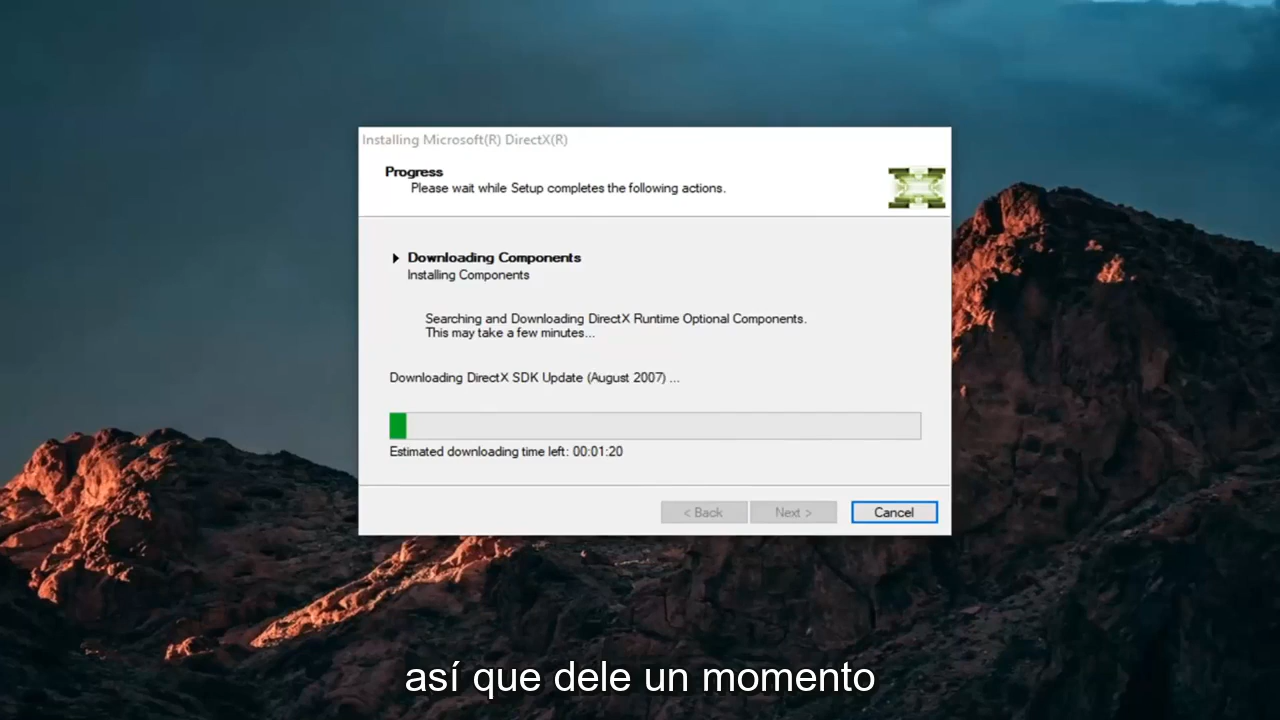 Installing Microsoft(R) DirectX(R)
Progress
Please wait while Setup completes the following actions.
Downloading Components
Installing Components
Searching and Downloading DirectX Runtime Optional Components.
This may take a few minutes...
Downloading DirectX SDK Update (August 2007) ...
Estimated downloading time left: 00:01:20
< Back
Next >
Cancel
así que dele un momento